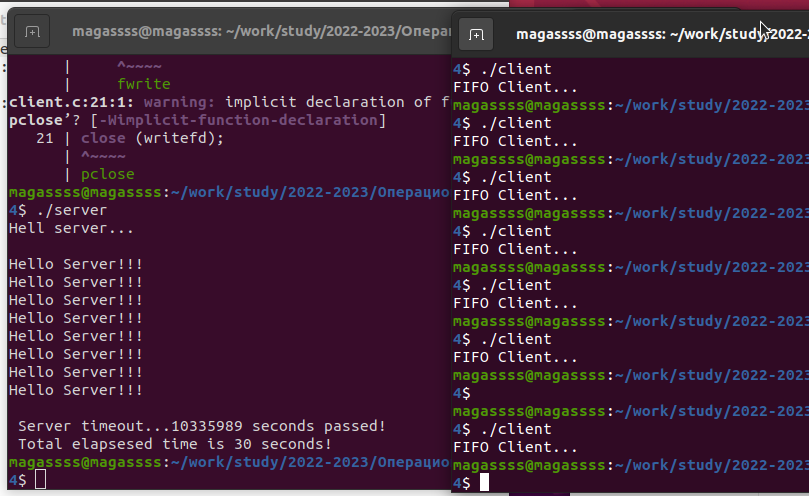 magassss@magassss: ~/work/study/2022-2023/Опера
|     ^~~~~
|     fwrite
client.c:21:1: warning: implicit declaration of f
pclose’? [-Wimplicit-function-declaration]
21 | close (writefd);
| ^~~~~
| pclose
magassss@magassss:~/work/study/2022-2023/Операцио
4$ ./server
Hell server...
Hello Server!!!
Hello Server!!!
Hello Server!!!
Hello Server!!!
Hello Server!!!
Hello Server!!!
Hello Server!!!
Hello Server!!!
Server timeout...10335989 seconds passed!
Total elapsesed time is 30 seconds!
magassss@magassss:~/work/study/2022-2023/Операцио
4$
magassss@magassss: ~/work/study/2022-2
4$ ./client
FIFO Client...
magassss@magassss:~/work/study/2022-2023
4$ ./client
FIFO Client...
magassss@magassss:~/work/study/2022-2023
4$ ./client
FIFO Client...
magassss@magassss:~/work/study/2022-2023
4$ ./client
FIFO Client...
magassss@magassss:~/work/study/2022-2023
4$ ./client
FIFO Client...
magassss@magassss:~/work/study/2022-2023
4$ ./client
FIFO Client...
magassss@magassss:~/work/study/2022-2023
4$
magassss@magassss:~/work/study/2022-2023
4$ ./client
FIFO Client...
magassss@magassss:~/work/study/2022-2023
4$